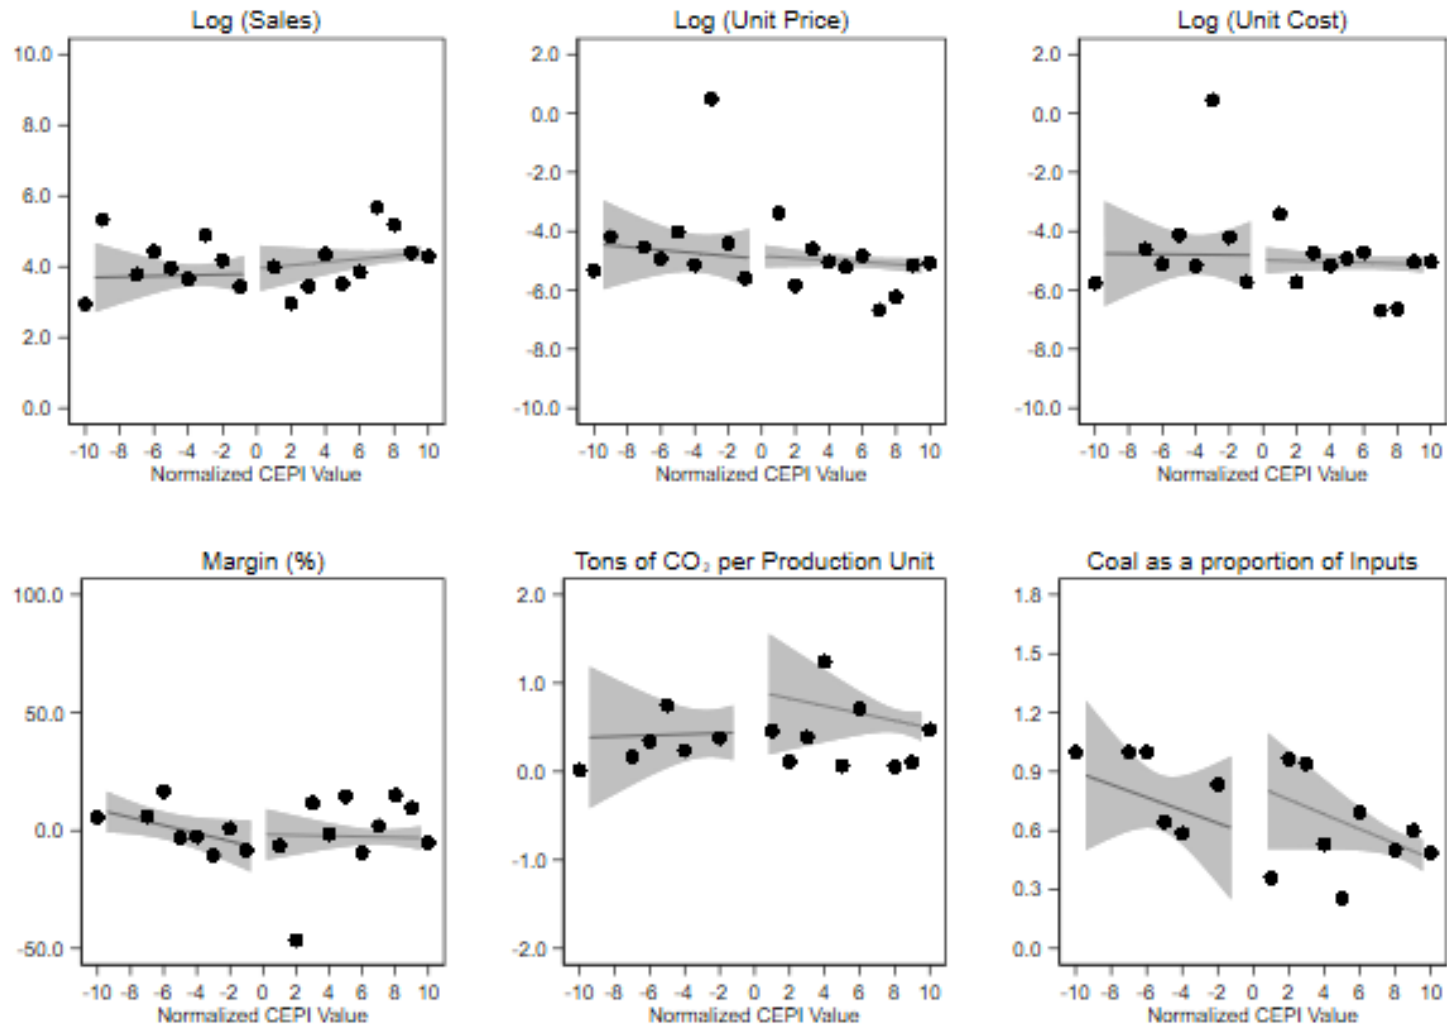 Log (Sales)
10.0
8.0
6.0
4.0
2.0
0.0
-10 -8 -6 -4 -2 0 2 4 6 8 10
Normalized CEPI Value
Log (Unit Price)
2.0
0.0
-2.0
-4.0
-6.0
-8.0
-10.0
-10 -8 -6 -4 -2 0 2 4 6 8 10
Normalized CEPI Value
Log (Unit Cost)
2.0
0.0
-2.0
-4.0
-6.0
-8.0
-10.0
-10 -8 -6 -4 -2 0 2 4 6 8 10
Normalized CEPI Value
Margin (%)
100.0
50.0
0.0
-50.0
-10 -8 -6 -4 -2 0 2 4 6 8 10
Normalized CEPI Value
Tons of CO₂ per Production Unit
2.0
1.0
0.0
-1.0
-2.0
-10 -8 -6 -4 -2 0 2 4 6 8 10
Normalized CEPI Value
Coal as a proportion of Inputs
1.8
1.5
1.2
0.9
0.6
0.3
0.0
-10 -8 -6 -4 -2 0 2 4 6 8 10
Normalized CEPI Value